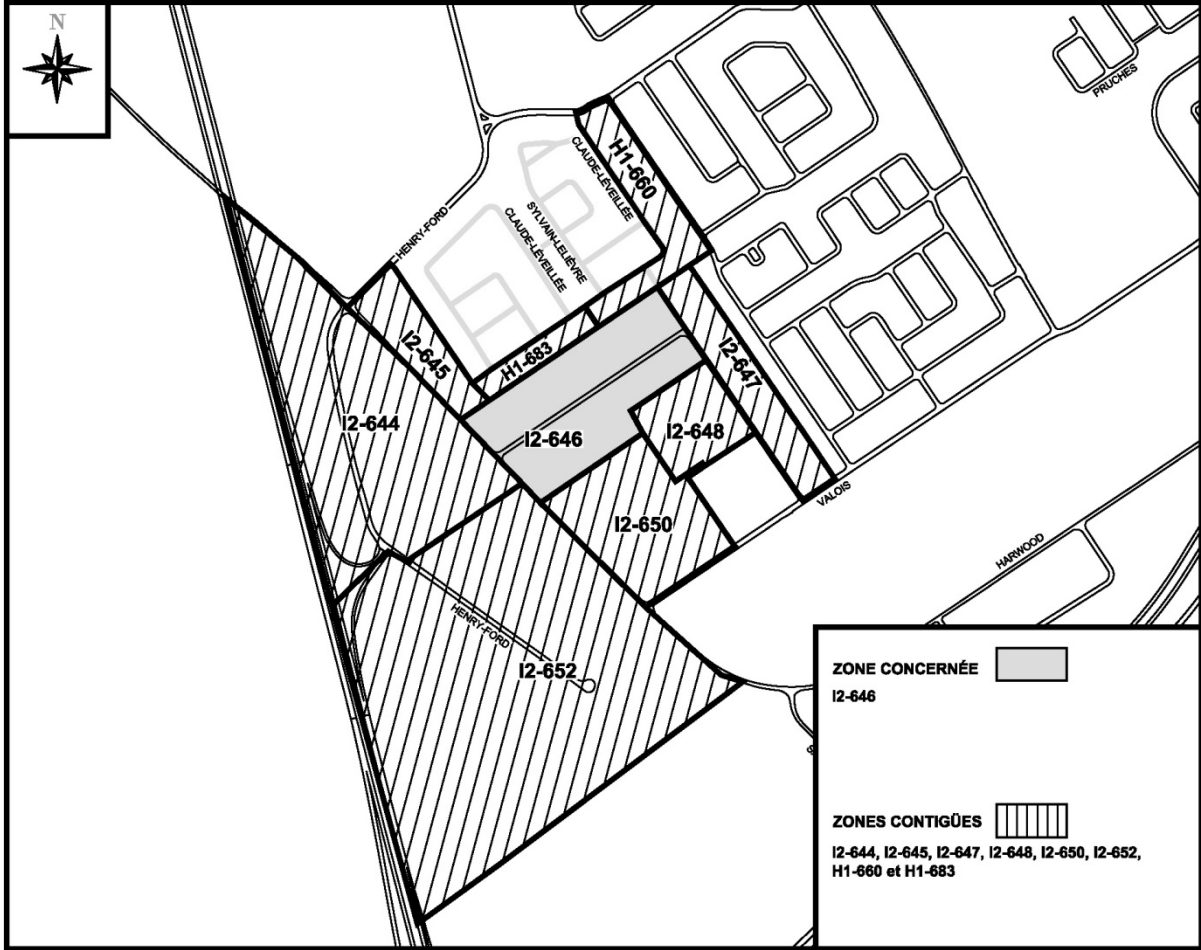 N
PRUCHES
CLAUDE-LÉVEILLÉE
H1-660
HENRY-FORD
SYLVAIN-LELIÈVRE
CLAUDE-LÉVEILLÉE
I2-645
H1-683
I2-647
I2-644
I2-646
I2-648
VALOIS
I2-650
HARWOOD
HENRY-FORD
I2-652
ZONE CONCERNÉE
I2-646
ZONES CONTIGÜES
I2-644, I2-645, I2-647, I2-648, I2-650, I2-652,
H1-660 et H1-683